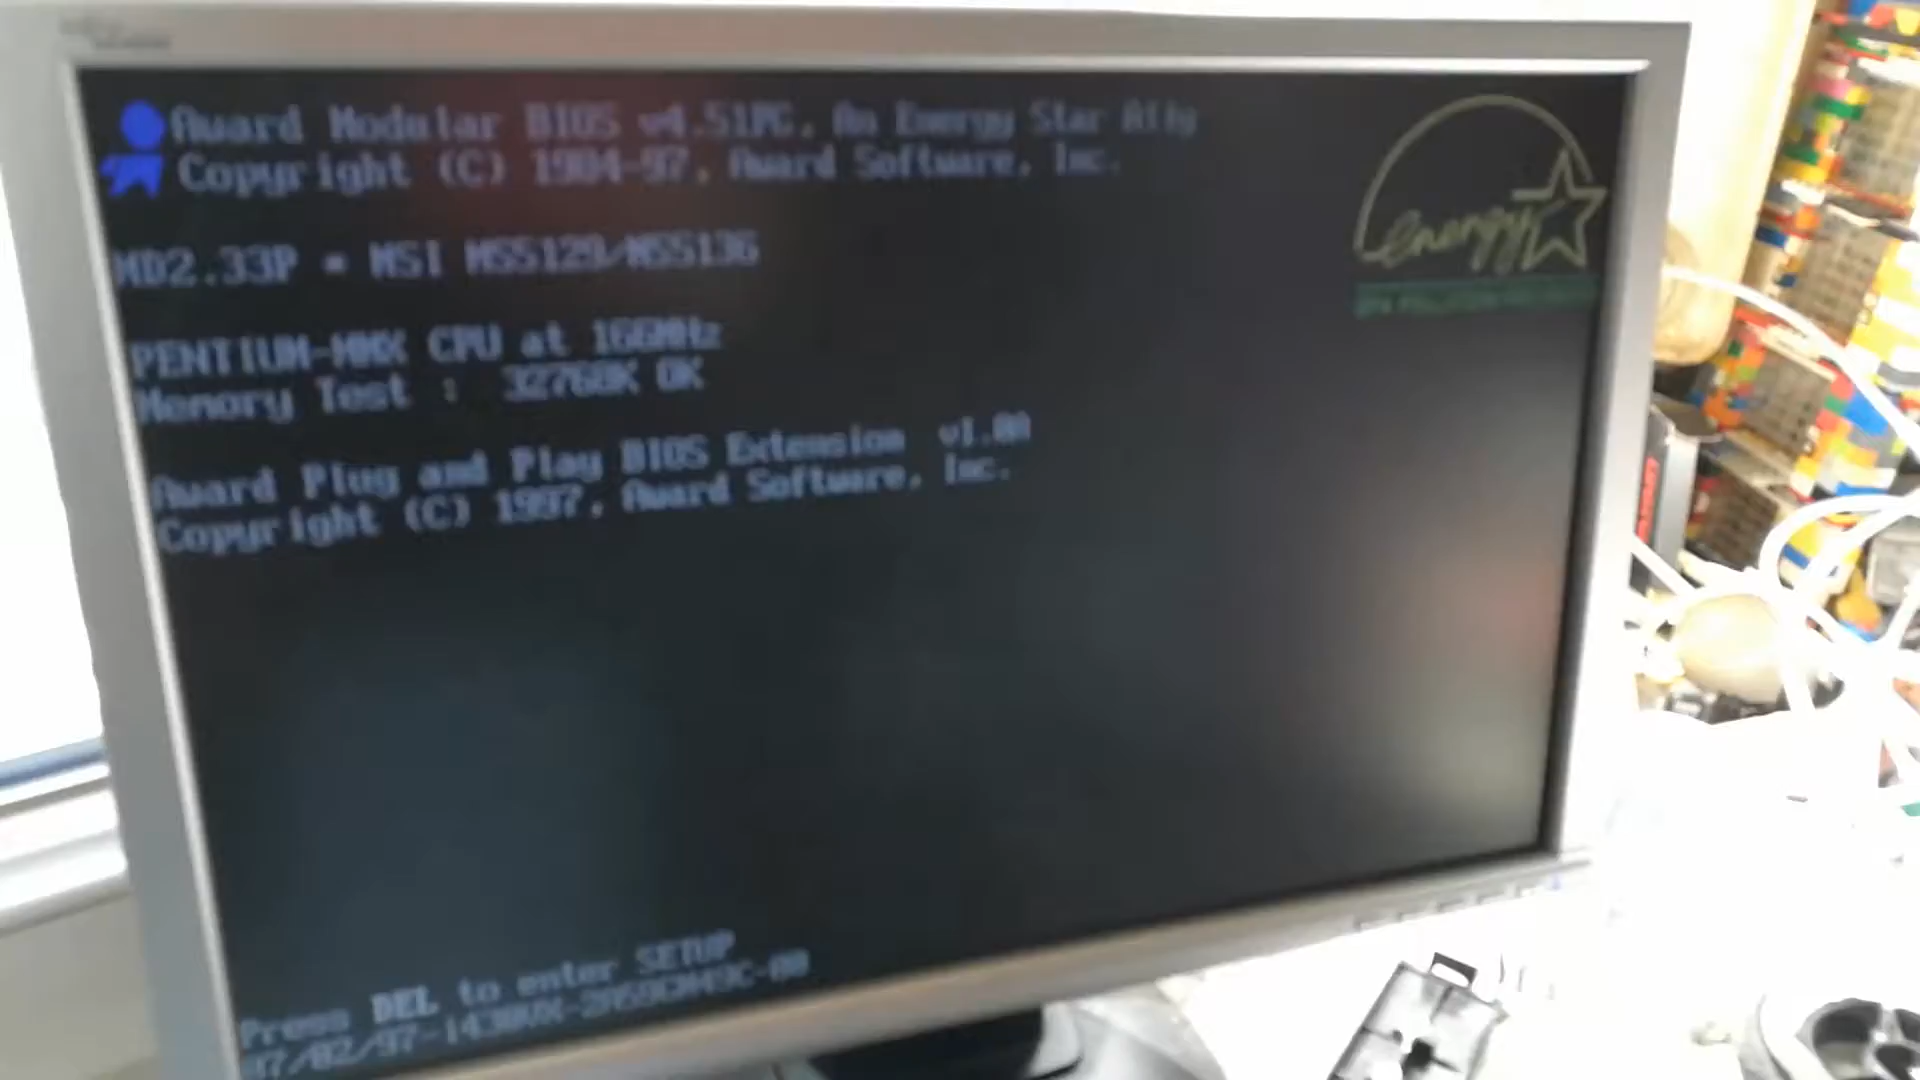 Award Modular BIOS v4.51PG, An Energy Star Ally
Copyright (C) 1984-97, Award Software, Inc.
energy
MD2.33P * MSI MS5129/MS5136
PENTIUM-MMX CPU at 166MHz
Memory Test : 32768K OK
Award Plug and Play BIOS Extension v1.0A
Copyright (C) 1997, Award Software, Inc.
Press DEL to enter SETUP